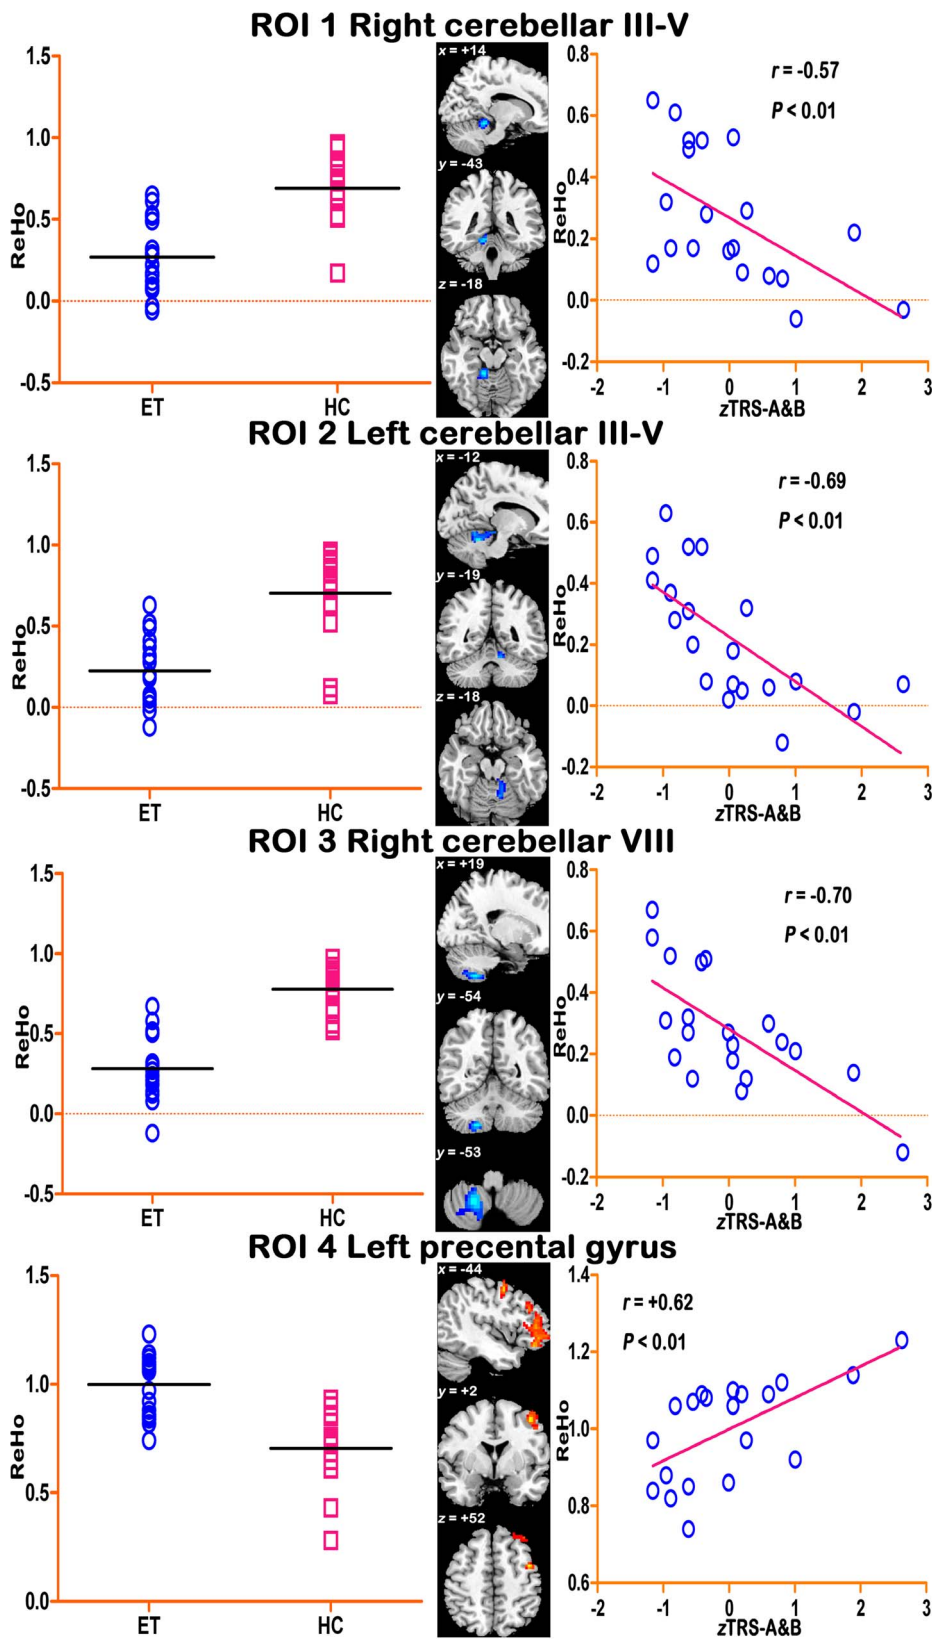 ROI 1 Right cerebellar III-V
1.5
1.0
0.5
0.0
-0.5
ReHo
ET
HC
x = +14
y = -43
z = -18
0.8
0.6
0.4
0.2
0.0
-0.2
ReHo
r = -0.57
P < 0.01
-2
-1
0
1
2
3
zTRS-A&B
ROI 2 Left cerebellar III-V
1.5
1.0
0.5
0.0
-0.5
ReHo
ET
HC
x = -12
y = -19
z = -18
0.8
0.6
0.4
0.2
0.0
-0.2
ReHo
r = -0.69
P < 0.01
-2
-1
0
1
2
3
zTRS-A&B
ROI 3 Right cerebellar VIII
1.5
1.0
0.5
0.0
-0.5
ReHo
ET
HC
x = +19
y = -54
y = -53
0.8
0.6
0.4
0.2
0.0
-0.2
ReHo
r = -0.70
P < 0.01
-2
-1
0
1
2
3
zTRS-A&B
ROI 4 Left precental gyrus
1.5
1.0
0.5
0.0
ReHo
ET
HC
x = -44
y = +2
z = +52
1.4
1.2
1.0
0.8
0.6
ReHo
r = +0.62
P < 0.01
-2
-1
0
1
2
3
zTRS-A&B